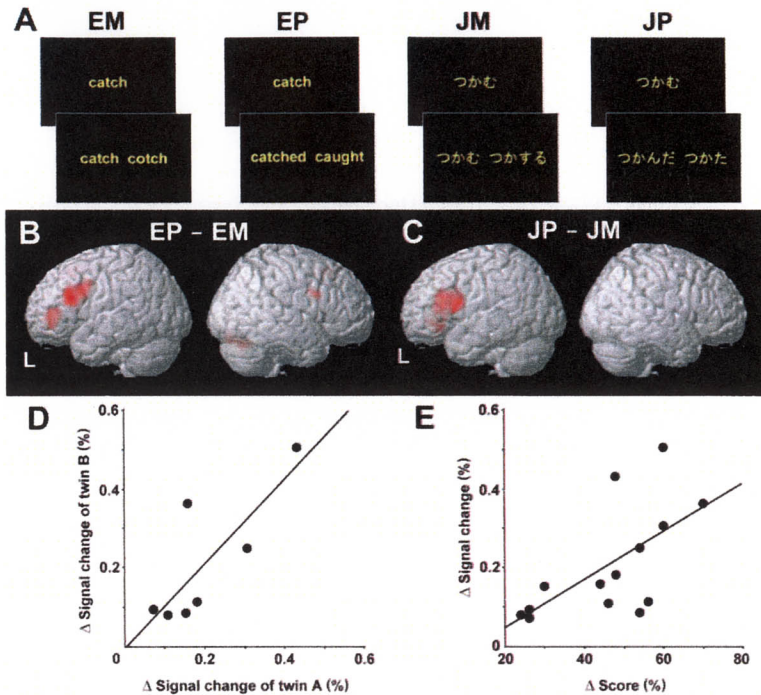 A
EM
EP
JM
JP
catch
catch
つかむ
つかむ
catch cotch
catched caught
つかむ つかする
つかんだ つかた
B
EP – EM
C
JP – JM
L
L
D
0.6
0.4
0.2
0
0.2
0.4
0.6
Δ Signal change of twin B (%)
Δ Signal change of twin A (%)
E
0.6
0.4
0.2
0
20
40
60
80
Δ Signal change (%)
Δ Score (%)